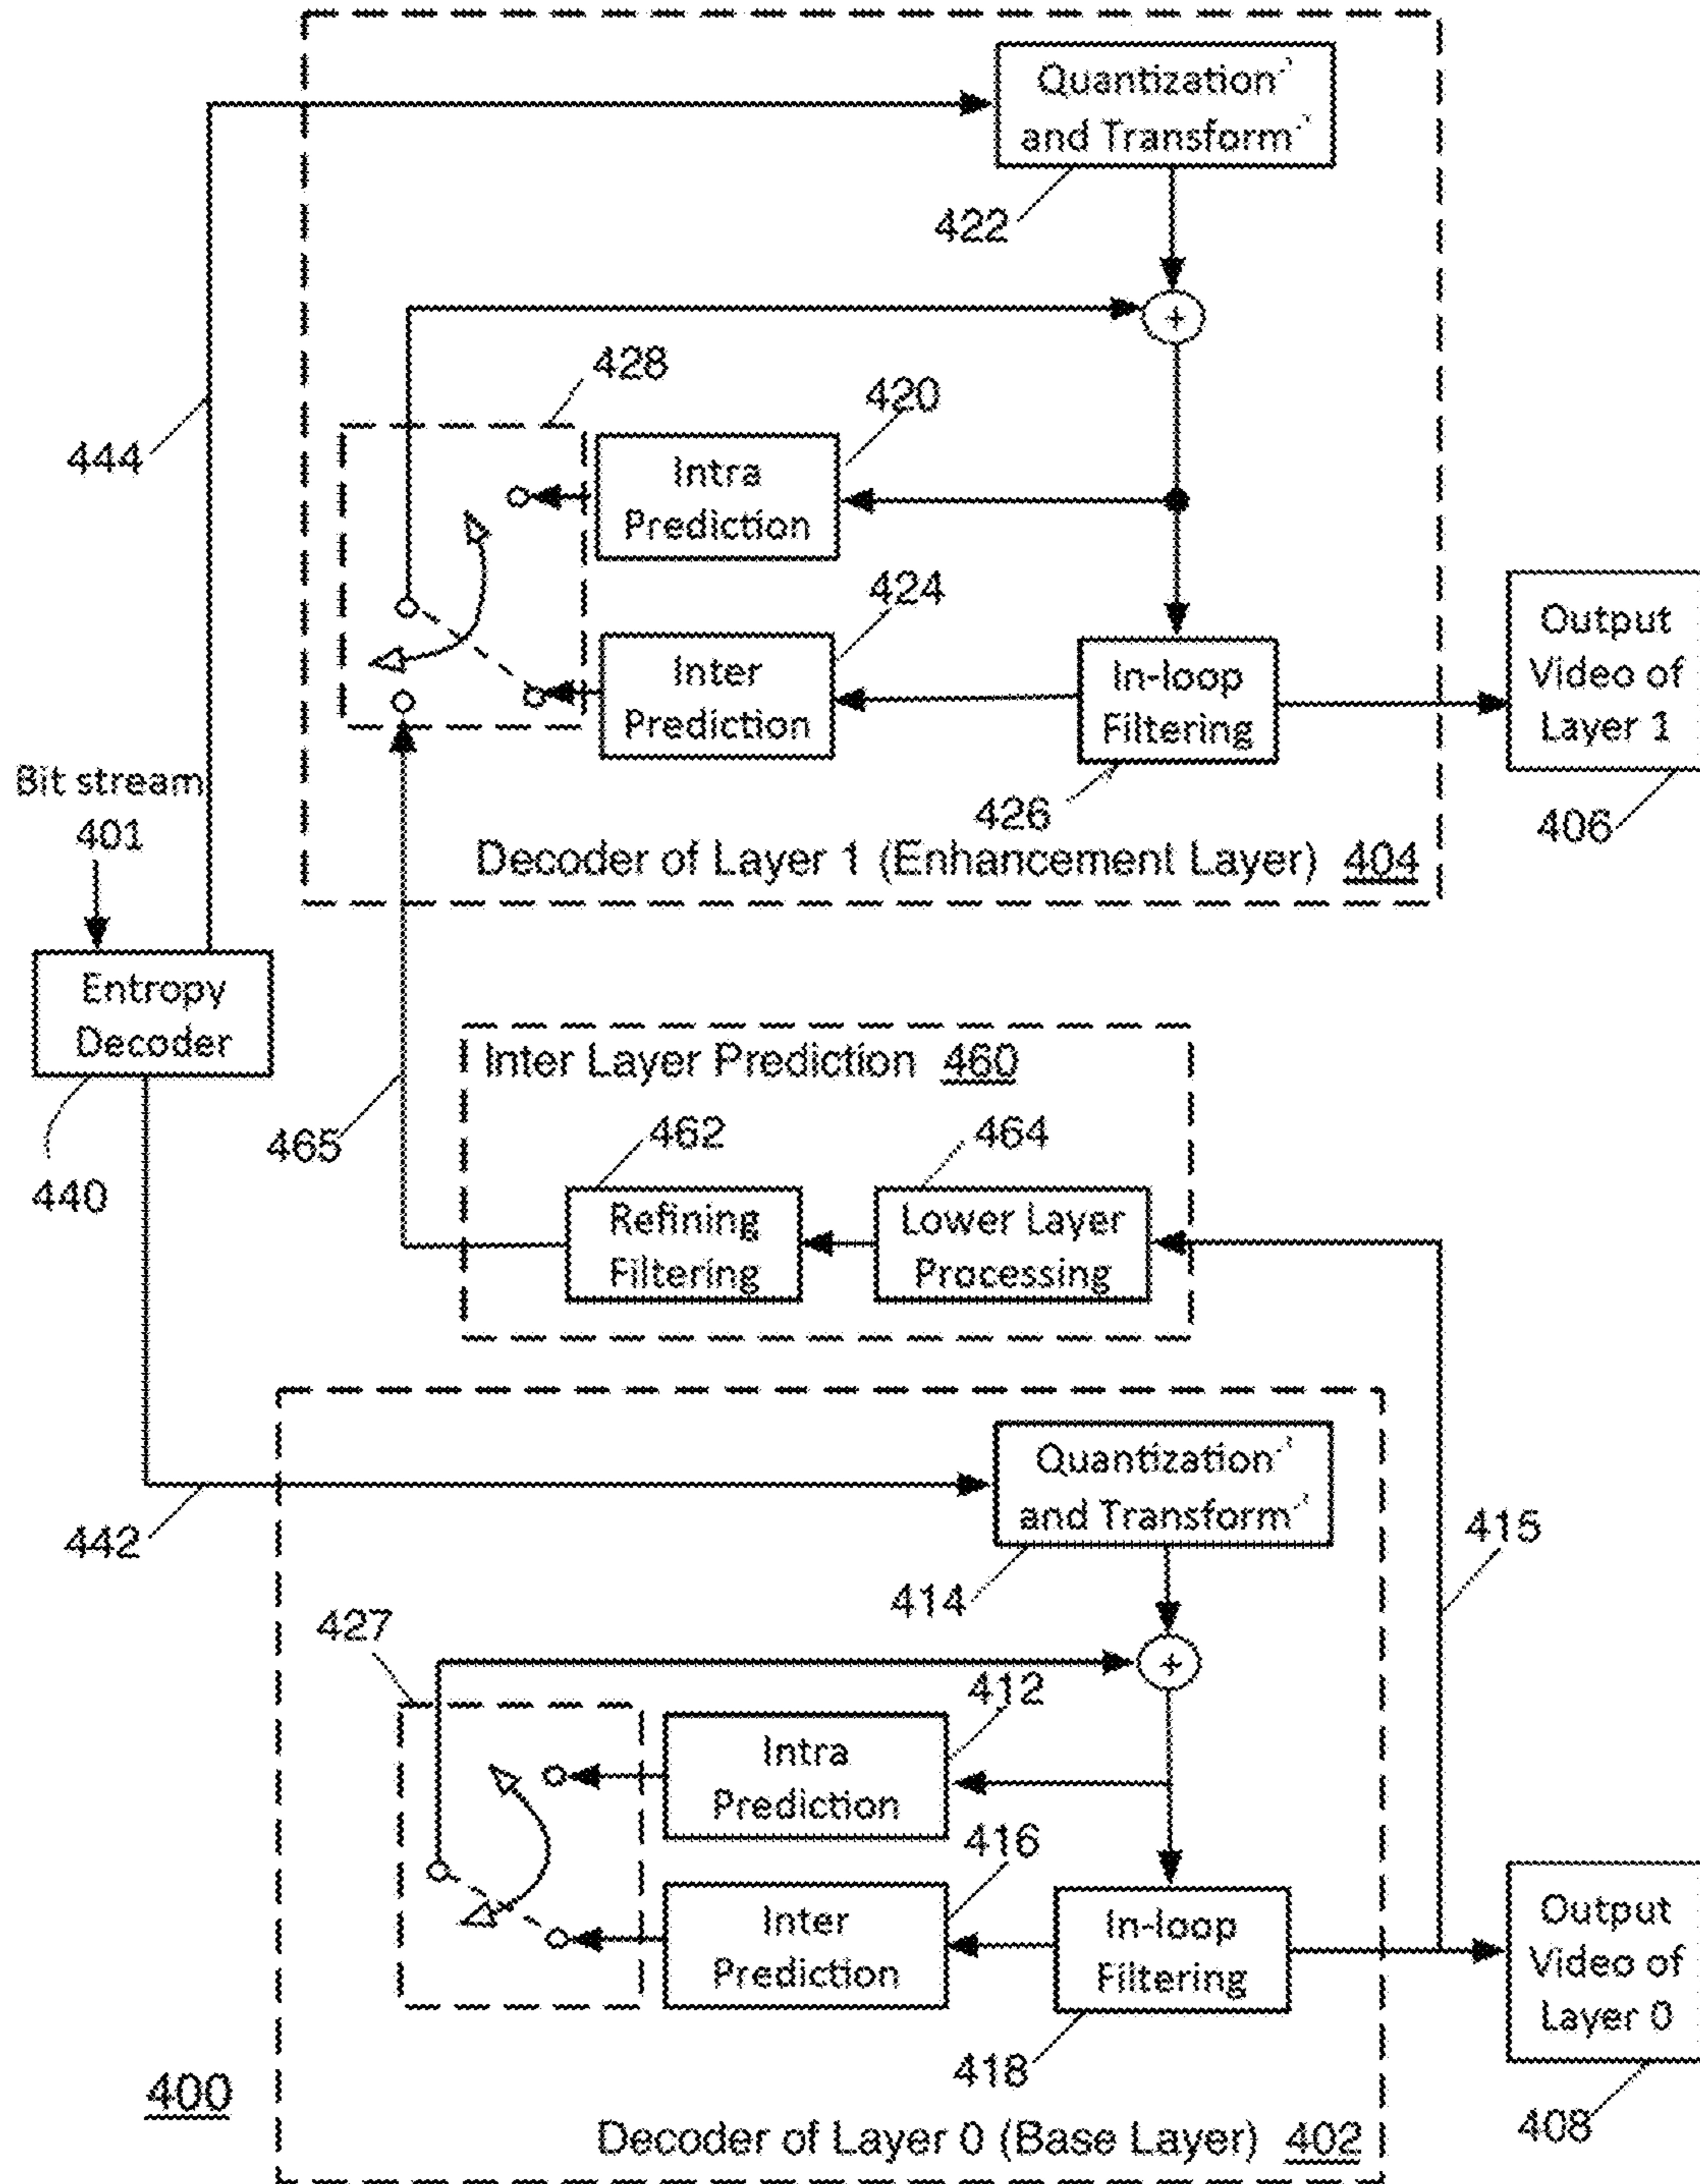 Quantization⁻¹
and Transform⁻¹
422
+
428
420
444
Intra
Prediction
424
Output
Video of
Layer 1
Inter
Prediction
In-loop
Filtering
Bit stream
401
426
406
Decoder of Layer 1 (Enhancement Layer) 404
Entropy
Decoder
Inter Layer Prediction 460
465
462
464
440
Refining
Filtering
Lower Layer
Processing
Quantization⁻¹
and Transform⁻¹
442
415
414
427
+
412
Intra
Prediction
416
Inter
Prediction
In-loop
Filtering
Output
Video of
Layer 0
418
400
408
Decoder of Layer 0 (Base Layer) 402